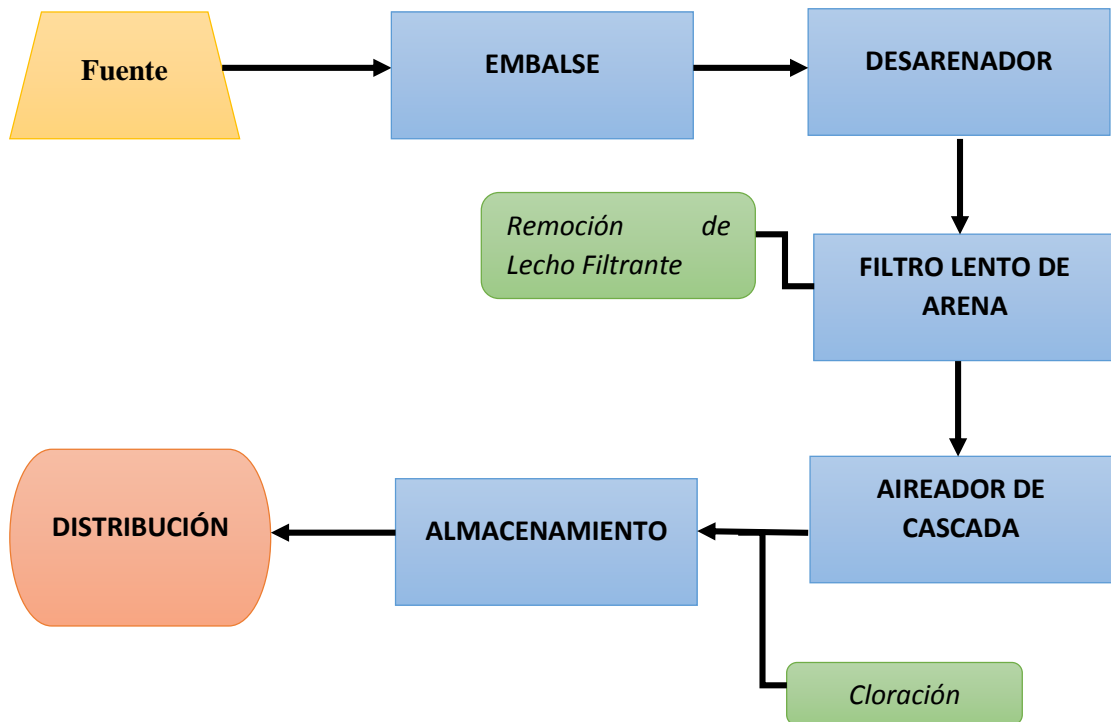 Fuente
EMBALSE
DESARENADOR
Remoción de
Lecho Filtrante
FILTRO LENTO DE
ARENA
AIREADOR DE
CASCADA
ALMACENAMIENTO
DISTRIBUCIÓN
Cloración